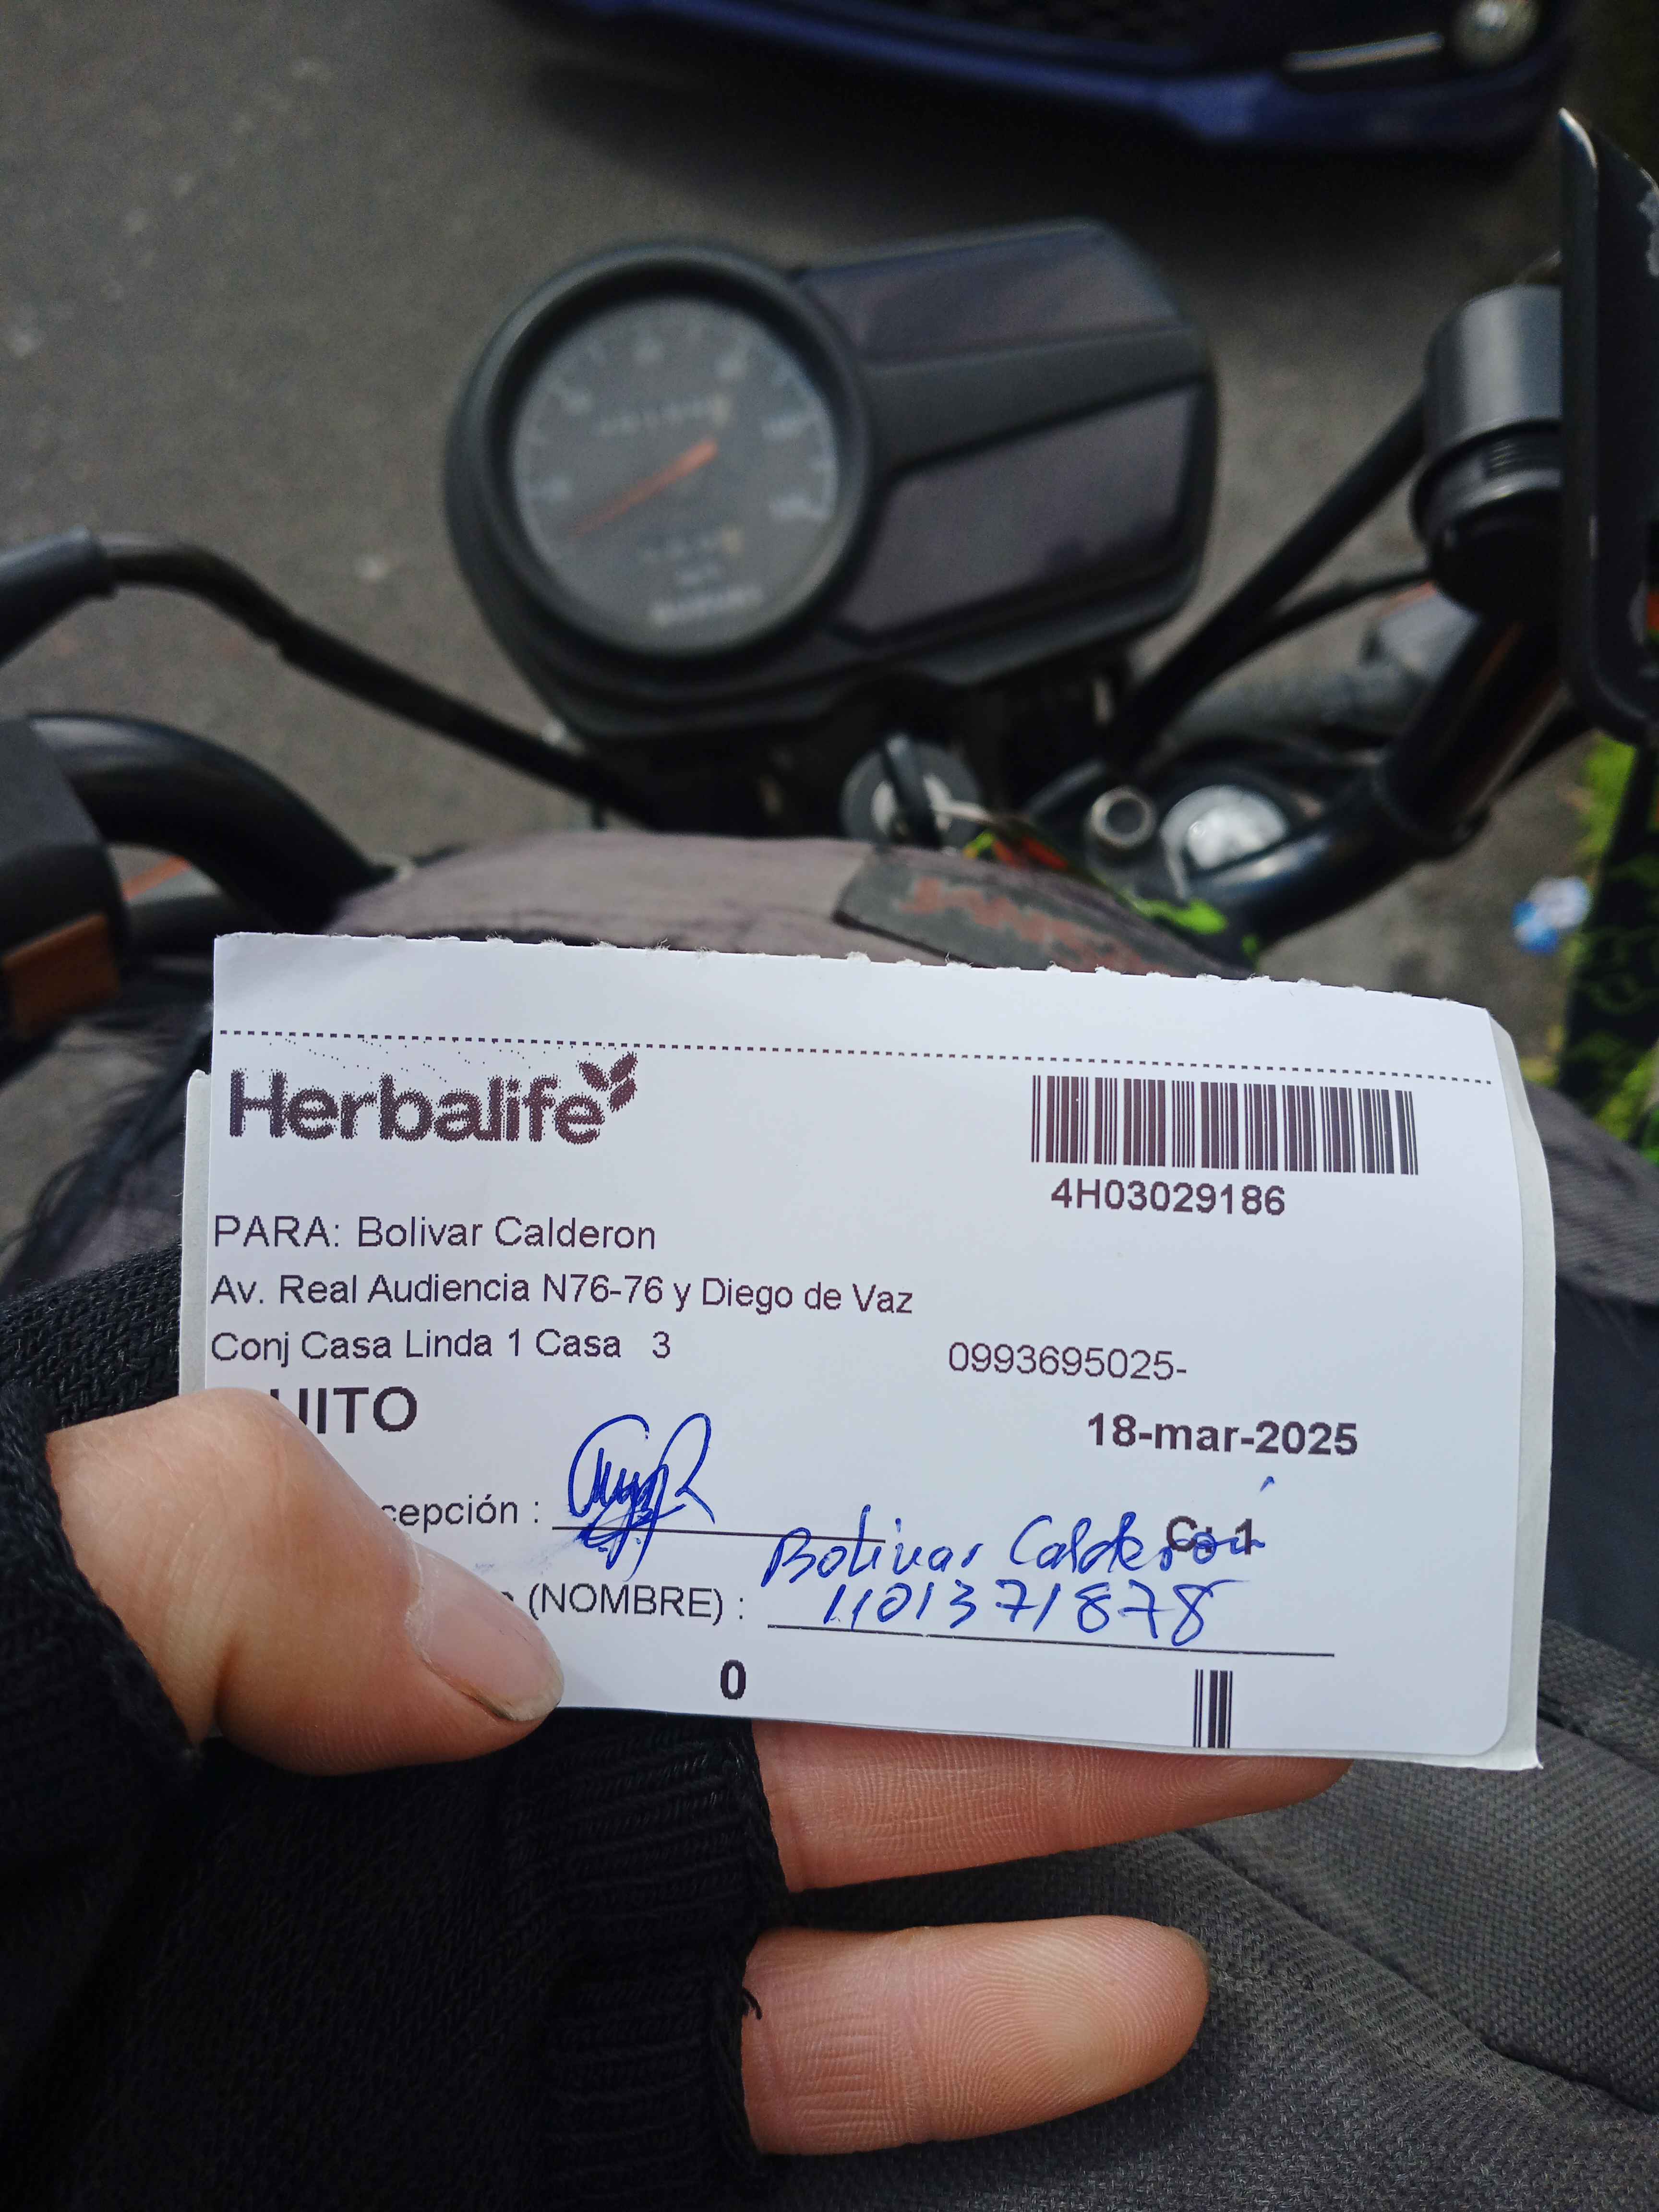 Herbalife
4H03029186
PARA: Bolivar Calderon
Av. Real Audiencia N76-76 y Diego de Vaz
Conj Casa Linda 1 Casa 3
0993695025-
UITO
18-mar-2025
cepción :
C: 1
Bolivar Calderon
(NOMBRE) : 1101371878
0